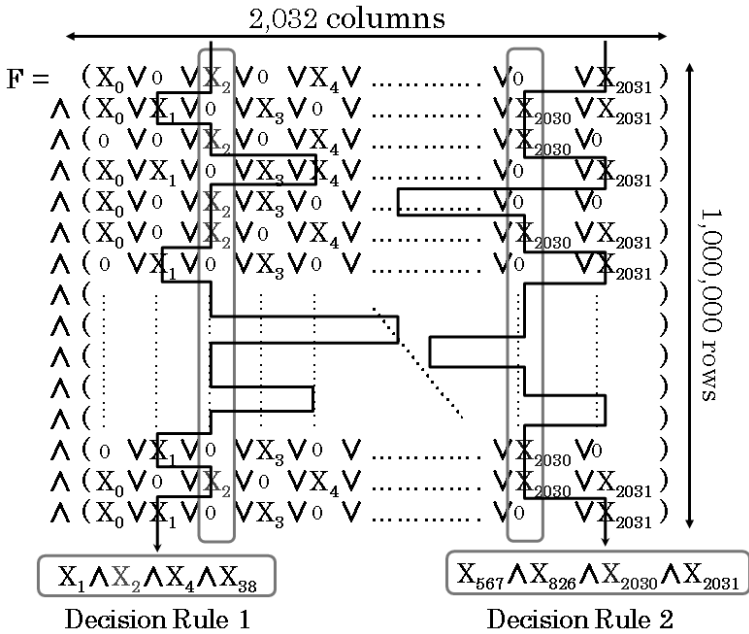 2,032 columns
F = ( X₀ ∨ 0 ∨ X₂ ∨ 0 ∨ X₄ ∨ .............. ∨ 0 ∨ X₂₀₃₁ )
∧ ( X₀ ∨ X₁ ∨ 0 ∨ X₃ ∨ 0 ∨ .............. ∨ X₂₀₃₀ ∨ X₂₀₃₁ )
∧ ( 0 ∨ 0 ∨ X₂ ∨ 0 ∨ X₄ ∨ .............. ∨ X₂₀₃₀ ∨ 0 )
∧ ( X₀ ∨ X₁ ∨ 0 ∨ X₃ ∨ X₄ ∨ .............. ∨ 0 ∨ X₂₀₃₁ )
∧ ( X₀ ∨ 0 ∨ X₂ ∨ X₃ ∨ 0 ∨ .............. ∨ 0 ∨ 0 )
∧ ( X₀ ∨ 0 ∨ X₂ ∨ 0 ∨ X₄ ∨ .............. ∨ X₂₀₃₀ ∨ X₂₀₃₁ )
∧ ( 0 ∨ X₁ ∨ 0 ∨ X₃ ∨ 0 ∨ .............. ∨ 0 ∨ X₂₀₃₁ )
∧ ( )
∧ ( )
∧ ( )
∧ ( )
∧ ( )
∧ ( 0 ∨ X₁ ∨ 0 ∨ X₃ ∨ 0 ∨ .............. ∨ X₂₀₃₀ ∨ 0 )
∧ ( X₀ ∨ 0 ∨ X₂ ∨ 0 ∨ X₄ ∨ .............. ∨ X₂₀₃₀ ∨ X₂₀₃₁ )
∧ ( X₀ ∨ X₁ ∨ 0 ∨ X₃ ∨ 0 ∨ .............. ∨ 0 ∨ X₂₀₃₁ )
1,000,000 rows
X₁ ∧ X₂ ∧ X₄ ∧ X₃₈
Decision Rule 1
X₅₆₇ ∧ X₈₂₆ ∧ X₂₀₃₀ ∧ X₂₀₃₁
Decision Rule 2